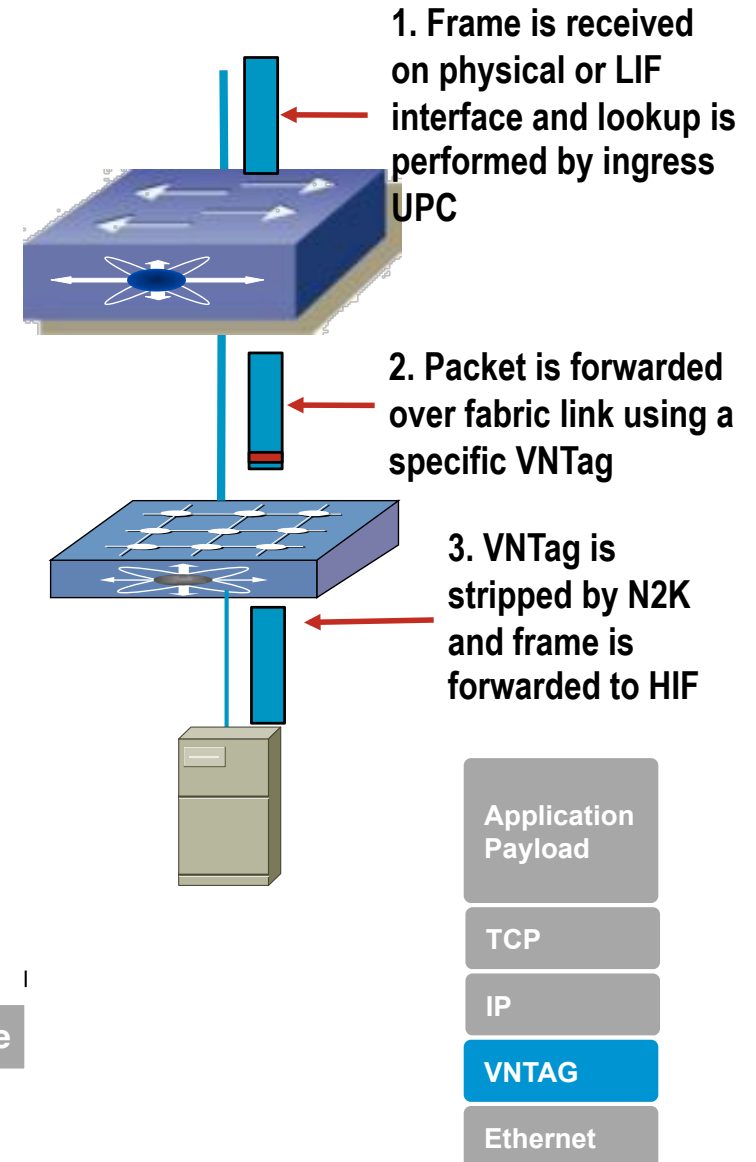 1. Frame is received
on physical or LIF
interface and lookup is
performed by ingress
UPC
2. Packet is forwarded
over fabric link using a
specific VNTag
3. VNTag is
stripped by N2K
and frame is
forwarded to HIF
Application
Payload
TCP
IP
VNTAG
Ethernet
l
e